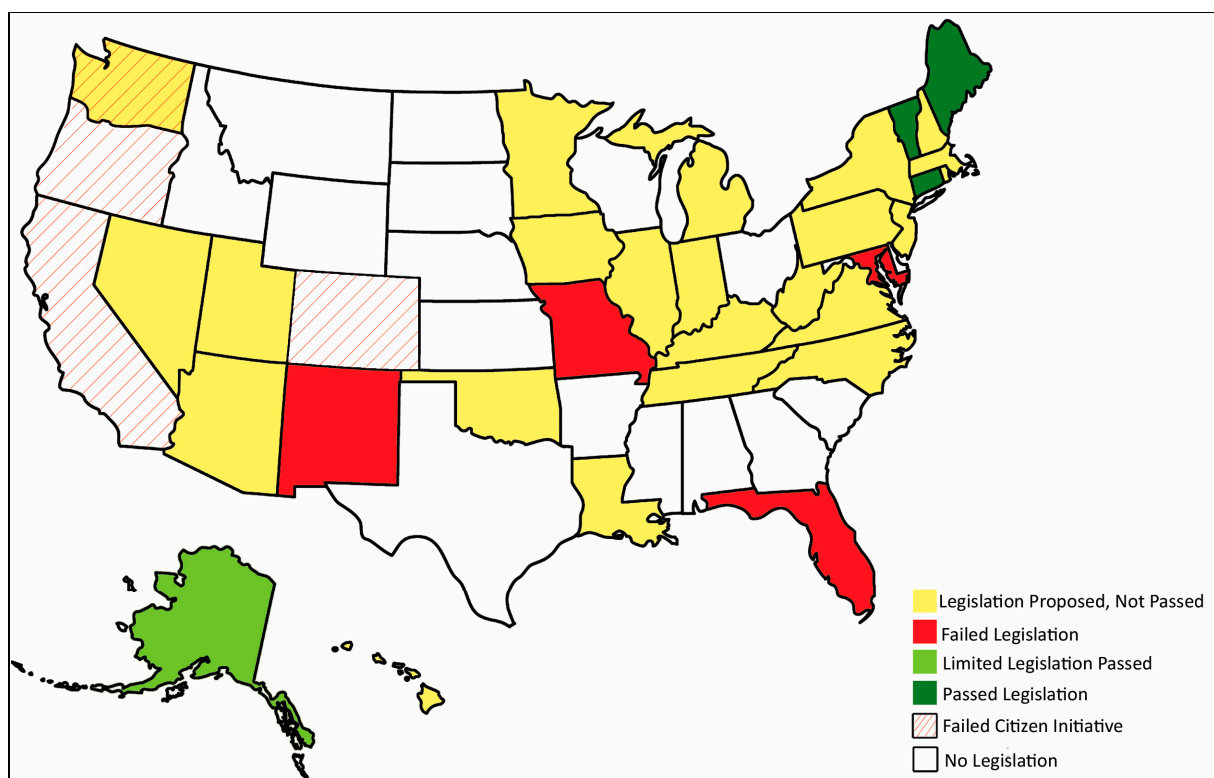 Legislation Proposed, Not Passed
Failed Legislation
Limited Legislation Passed
Passed Legislation
Failed Citizen Initiative
No Legislation